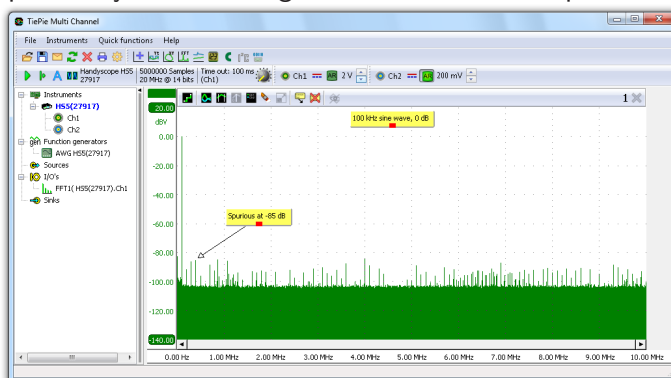 TiePie Multi Channel
File Instruments Quick functions Help
Handyscope HS5 27917
5000000 Samples 20 MHz @ 14 bits
Time out: 100 ms (Ch1)
Ch1 AR 2 V
Ch2 AR 200 mV
Instruments
HS5(27917)
Ch1
Ch2
Function generators
AWG HS5(27917)
Sources
I/O's
FFT1( HS5(27917).Ch1
Sinks
1
20.00
dBV
0.00
-20.00
-40.00
-60.00
-80.00
-100.00
-120.00
-140.00
100 kHz sine wave, 0 dB
Spurious at -85 dB
0.00 Hz 1.00 MHz 2.00 MHz 3.00 MHz 4.00 MHz 5.00 MHz 6.00 MHz 7.00 MHz 8.00 MHz 9.00 MHz 10.00 MHz